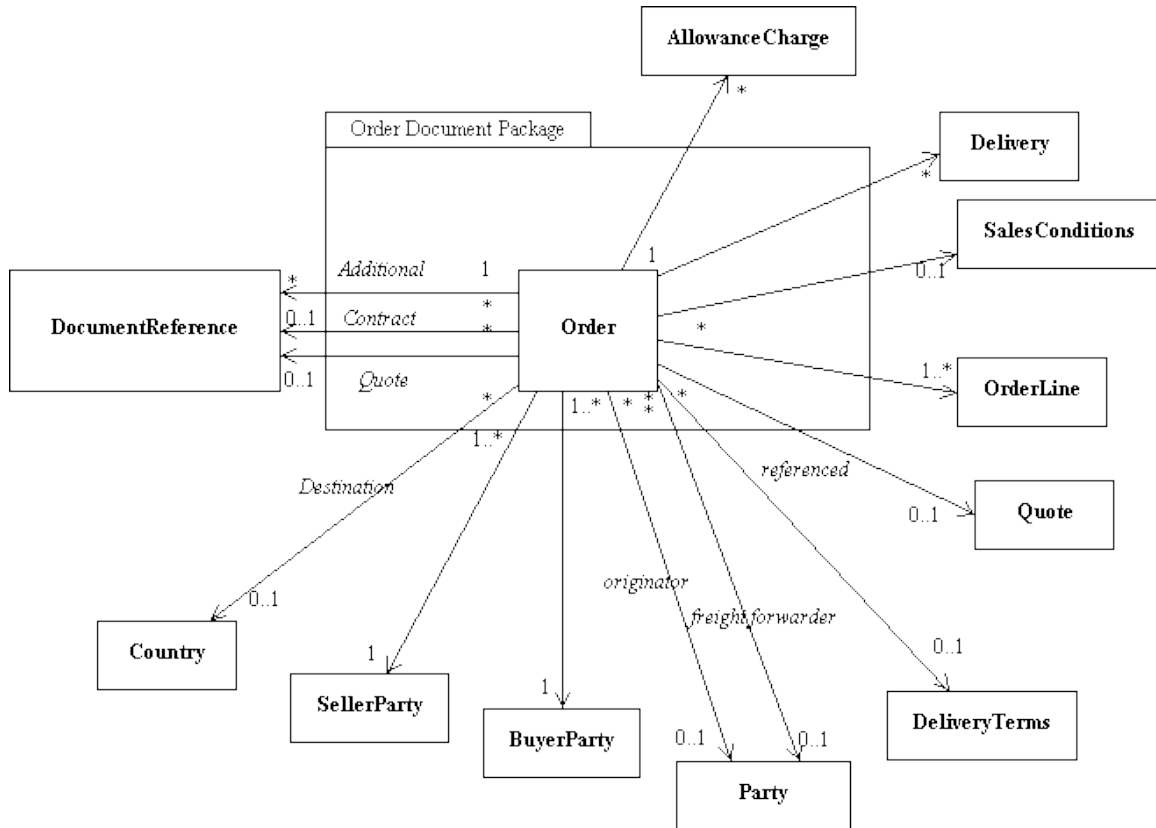 AllowanceCharge
*
Order Document Package
Delivery
*
SalesConditions
0..1
1
Additional
1
*
*
DocumentReference
0..1
Contract
*
Order
*
1..*
OrderLine
0..1
Quote
*
1..*
*
*
*
*
1..*
referenced
Destination
0..1
Quote
originator
freight forwarder
0..1
Country
1
0..1
SellerParty
1
BuyerParty
0..1
0..1
DeliveryTerms
Party